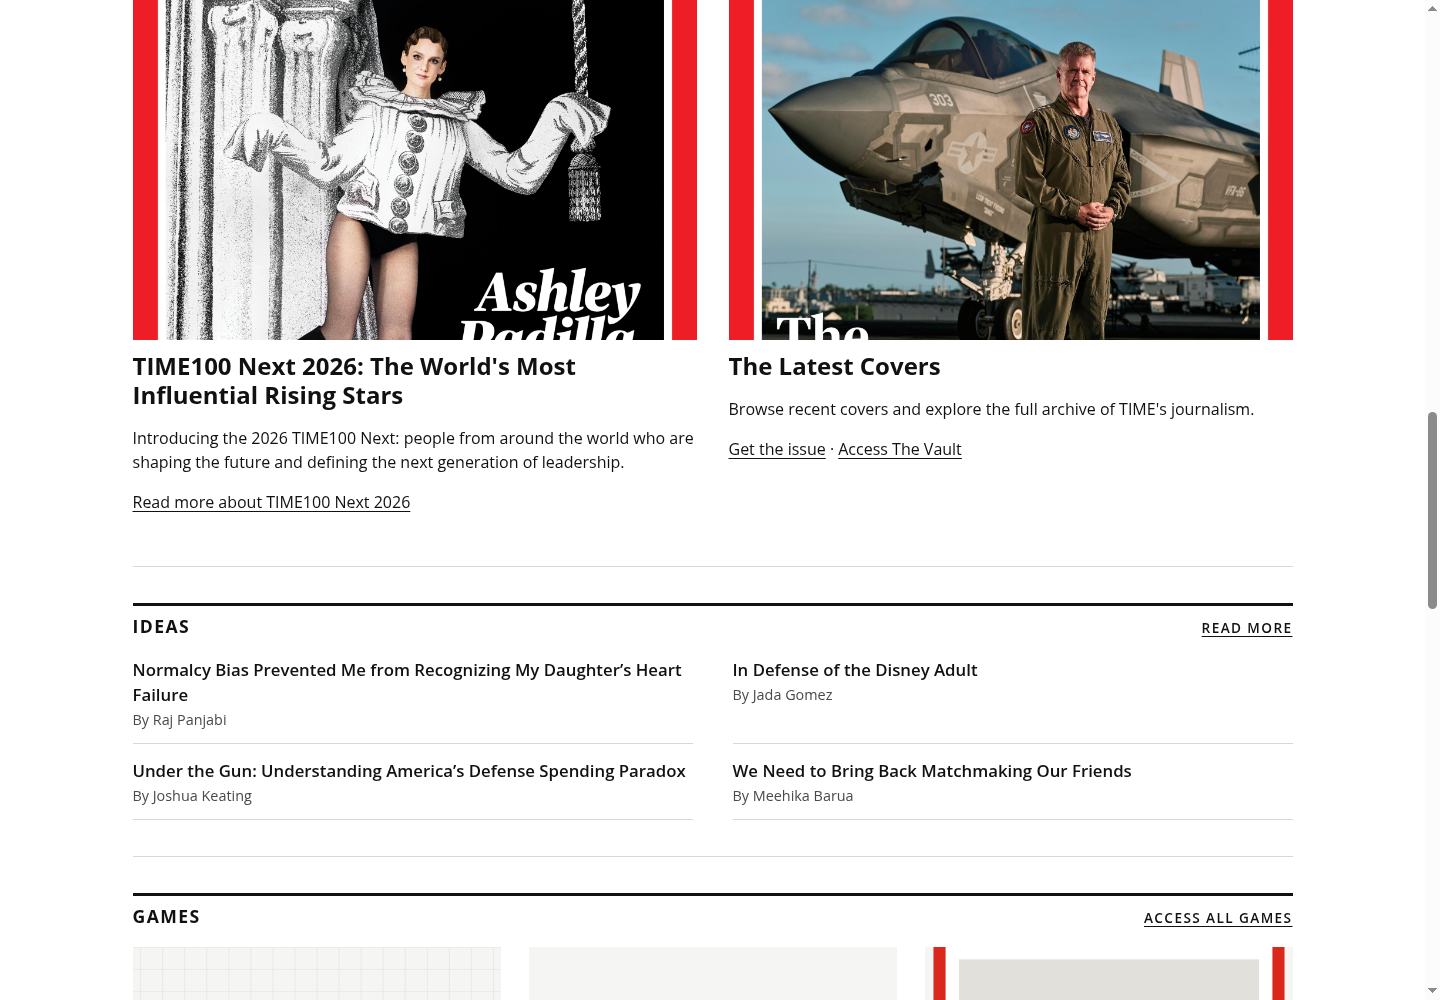 303
Ashley
Padilla
The
TIME100 Next 2026: The World's Most
Influential Rising Stars
Introducing the 2026 TIME100 Next: people from around the world who are
shaping the future and defining the next generation of leadership.
Read more about TIME100 Next 2026
The Latest Covers
Browse recent covers and explore the full archive of TIME's journalism.
Get the issue · Access The Vault
IDEAS
READ MORE
Normalcy Bias Prevented Me from Recognizing My Daughter’s Heart
Failure
By Raj Panjabi
In Defense of the Disney Adult
By Jada Gomez
Under the Gun: Understanding America’s Defense Spending Paradox
By Joshua Keating
We Need to Bring Back Matchmaking Our Friends
By Meehika Barua
GAMES
ACCESS ALL GAMES